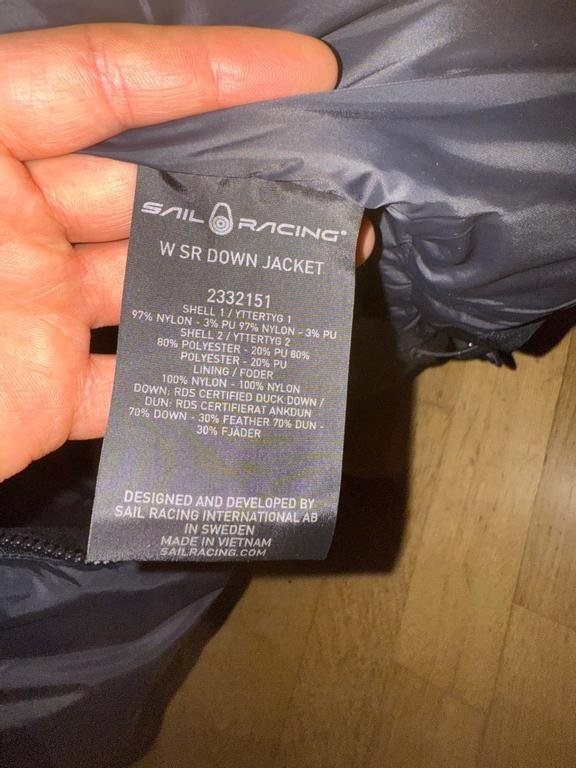 SAIL RACING®
W SR DOWN JACKET
2332151
SHELL 1 / YTTERTYG 1
97% NYLON - 3% PU 97% NYLON - 3% PU
SHELL 2 / YTTERTYG 2
80% POLYESTER - 20% PU 80%
POLYESTER - 20% PU
LINING / FODER
100% NYLON - 100% NYLON
DOWN: RDS CERTIFIED DUCK DOWN /
DUN: RDS CERTIFIERAT ANKDUN
70% DOWN - 30% FEATHER 70% DUN -
30% FJÄDER
DESIGNED AND DEVELOPED BY
SAIL RACING INTERNATIONAL AB
IN SWEDEN
MADE IN VIETNAM
SAILRACING.COM